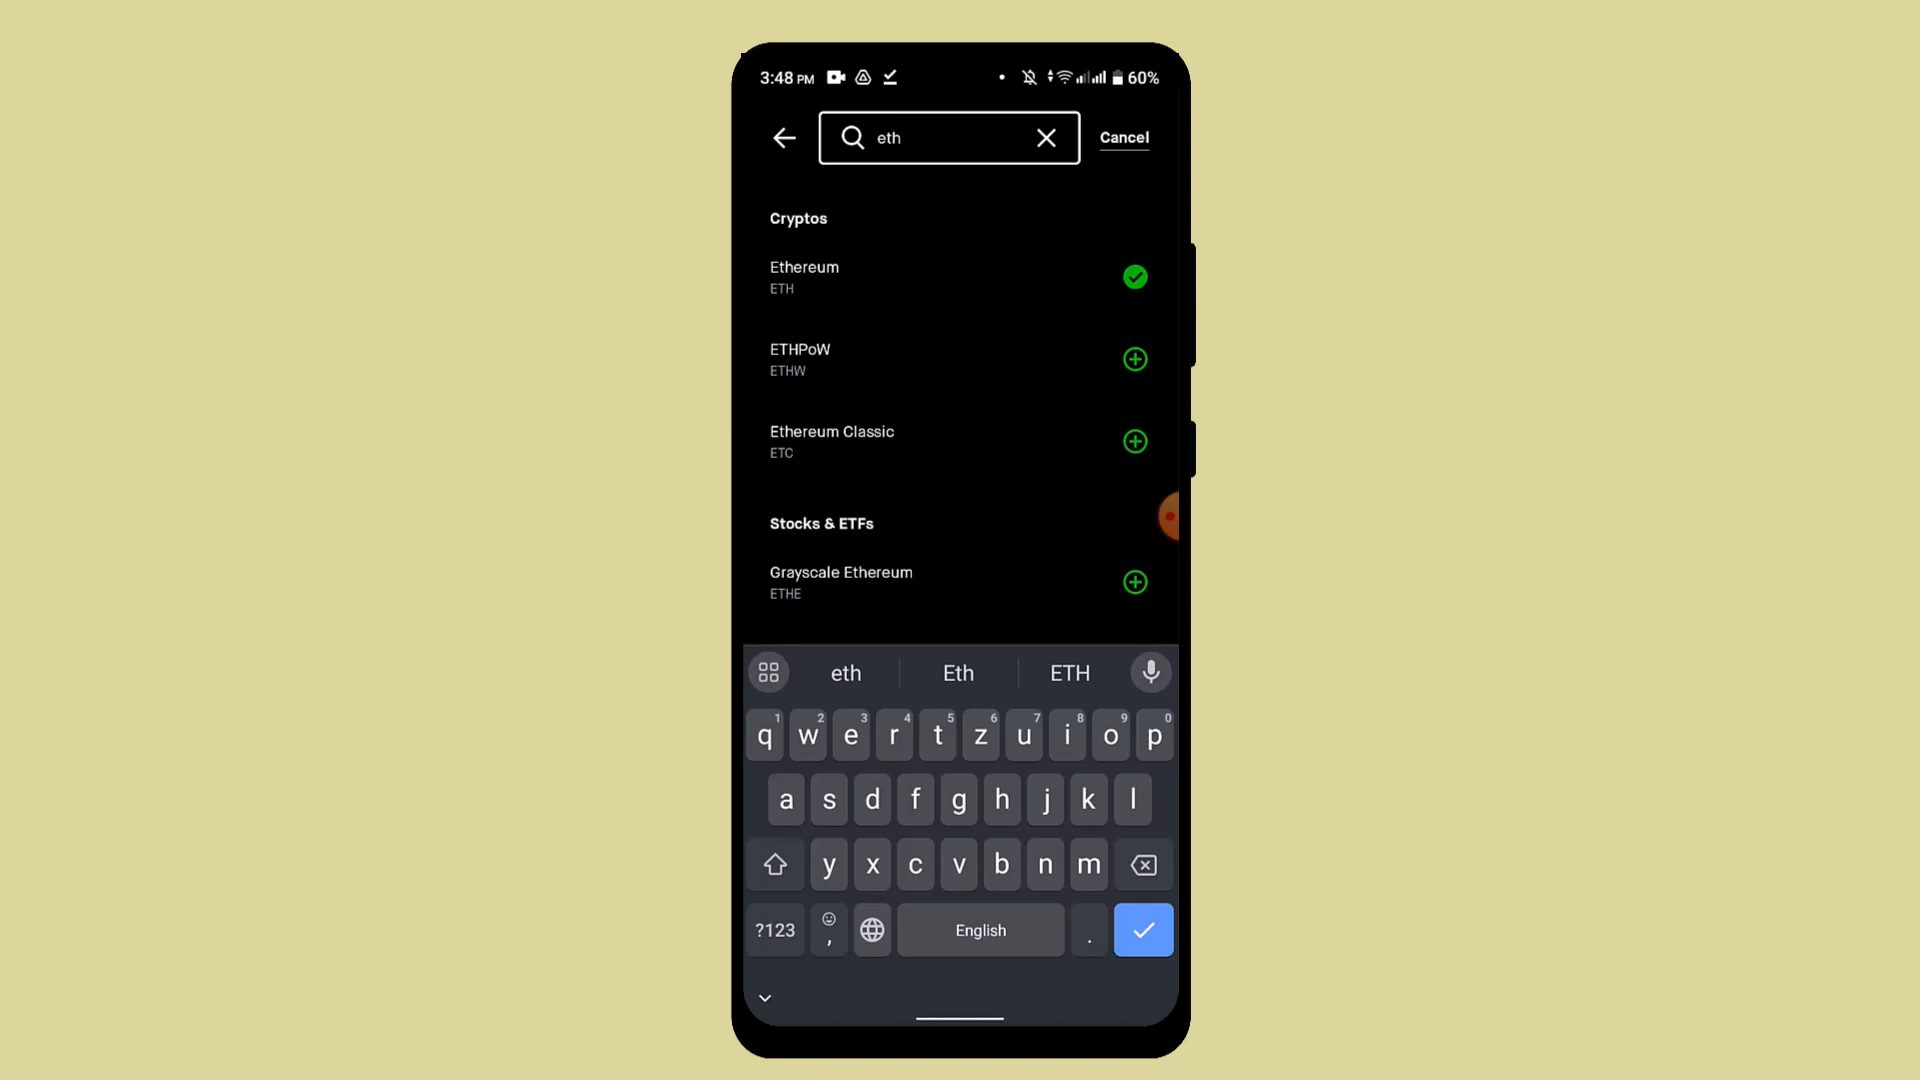 3:48 PM 60%
eth Cancel
Cryptos
Ethereum
ETH
ETHPoW
ETHW
Ethereum Classic
ETC
Stocks & ETFs
Grayscale Ethereum
ETHE
eth Eth ETH
1 2 3 4 5 6 7 8 9 0
q w e r t z u i o p
a s d f g h j k l
y x c v b n m
?123 , English .